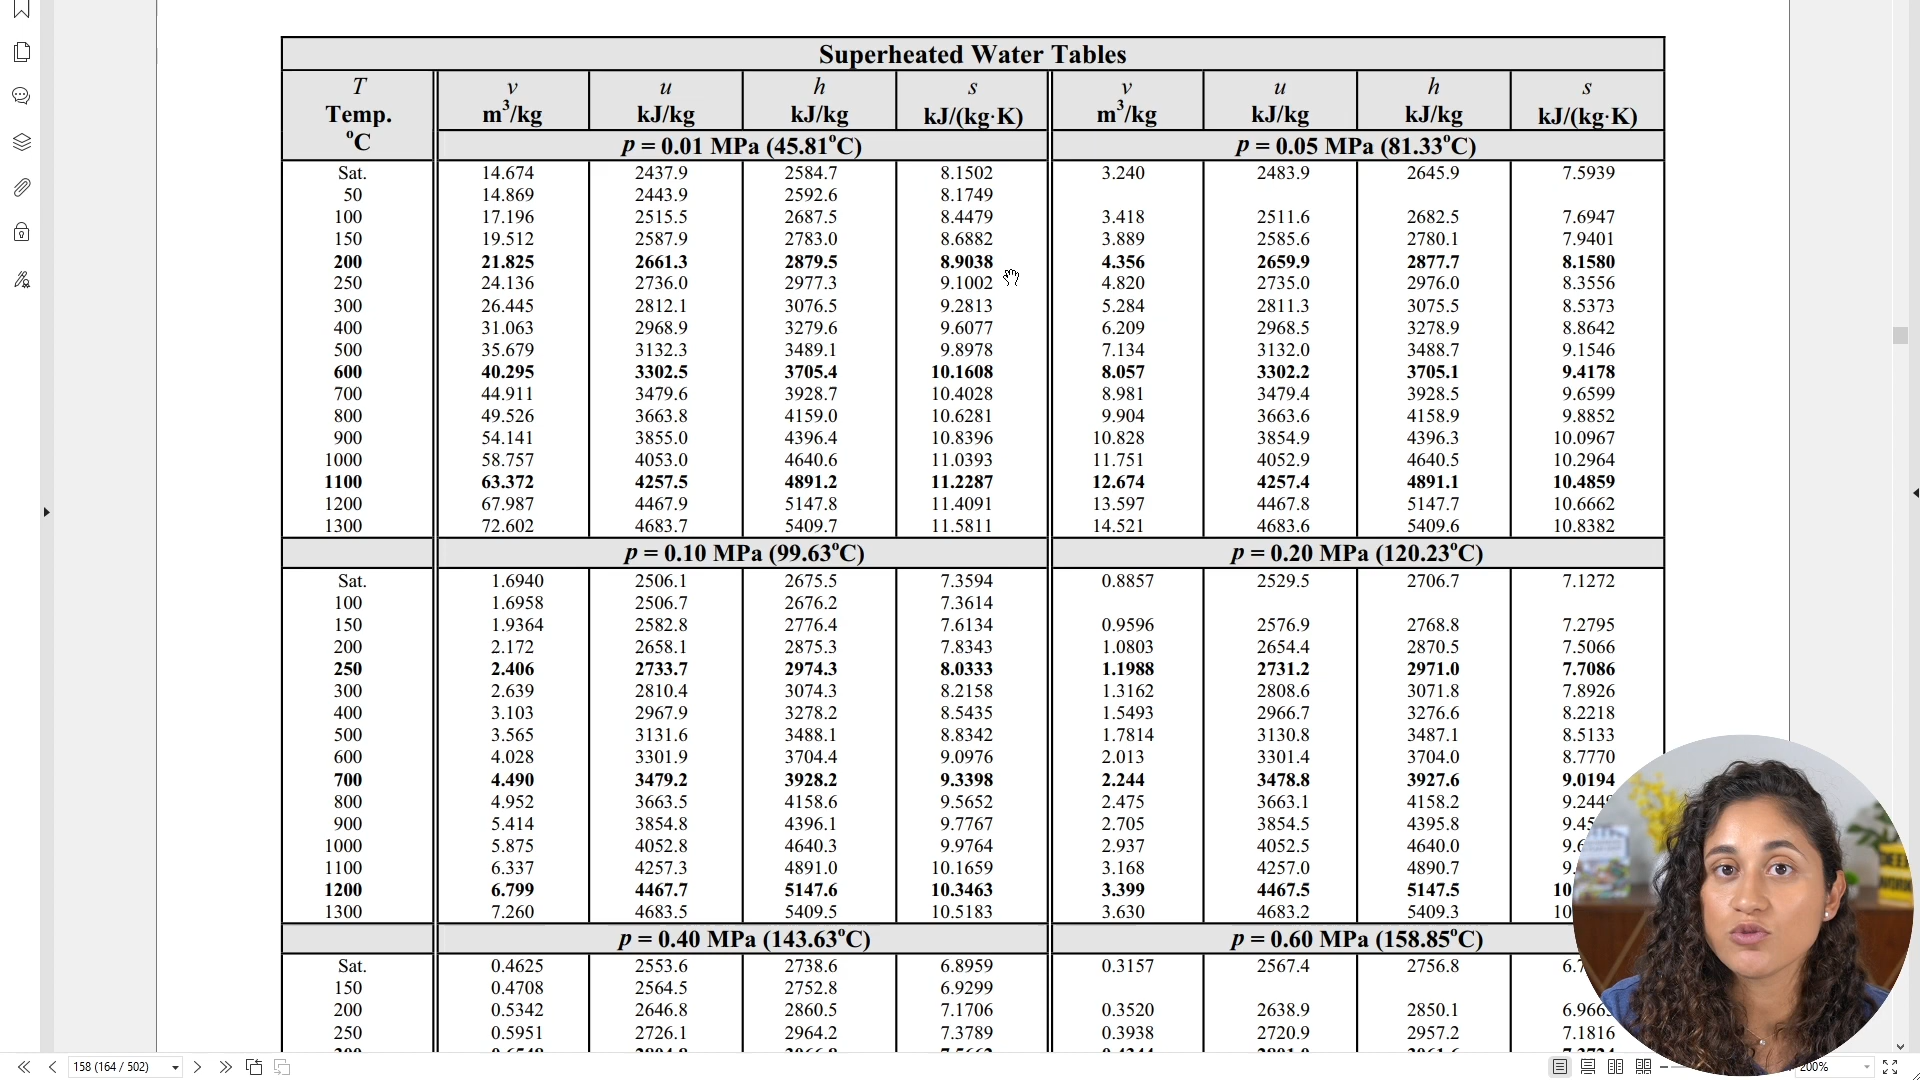 Superheated Water Tables
T v u h s v u h s
Temp. m³/kg kJ/kg kJ/kg kJ/(kg·K) m³/kg kJ/kg kJ/kg kJ/(kg·K)
°C p = 0.01 MPa (45.81°C) p = 0.05 MPa (81.33°C)
Sat. 14.674 2437.9 2584.7 8.1502 3.240 2483.9 2645.9 7.5939
50 14.869 2443.9 2592.6 8.1749
100 17.196 2515.5 2687.5 8.4479 3.418 2511.6 2682.5 7.6947
150 19.512 2587.9 2783.0 8.6882 3.889 2585.6 2780.1 7.9401
200 21.825 2661.3 2879.5 8.9038 4.356 2659.9 2877.7 8.1580
250 24.136 2736.0 2977.3 9.1002 4.820 2735.0 2976.0 8.3556
300 26.445 2812.1 3076.5 9.2813 5.284 2811.3 3075.5 8.5373
400 31.063 2968.9 3279.6 9.6077 6.209 2968.5 3278.9 8.8642
500 35.679 3132.3 3489.1 9.8978 7.134 3132.0 3488.7 9.1546
600 40.295 3302.5 3705.4 10.1608 8.057 3302.2 3705.1 9.4178
700 44.911 3479.6 3928.7 10.4028 8.981 3479.4 3928.5 9.6599
800 49.526 3663.8 4159.0 10.6281 9.904 3663.6 4158.9 9.8852
900 54.141 3855.0 4396.4 10.8396 10.828 3854.9 4396.3 10.0967
1000 58.757 4053.0 4640.6 11.0393 11.751 4052.9 4640.5 10.2964
1100 63.372 4257.5 4891.2 11.2287 12.674 4257.4 4891.1 10.4859
1200 67.987 4467.9 5147.8 11.4091 13.597 4467.8 5147.7 10.6662
1300 72.602 4683.7 5409.7 11.5811 14.521 4683.6 5409.6 10.8382
p = 0.10 MPa (99.63°C) p = 0.20 MPa (120.23°C)
Sat. 1.6940 2506.1 2675.5 7.3594 0.8857 2529.5 2706.7 7.1272
100 1.6958 2506.7 2676.2 7.3614
150 1.9364 2582.8 2776.4 7.6134 0.9596 2576.9 2768.8 7.2795
200 2.172 2658.1 2875.3 7.8343 1.0803 2654.4 2870.5 7.5066
250 2.406 2733.7 2974.3 8.0333 1.1988 2731.2 2971.0 7.7086
300 2.639 2810.4 3074.3 8.2158 1.3162 2808.6 3071.8 7.8926
400 3.103 2967.9 3278.2 8.5435 1.5493 2966.7 3276.6 8.2218
500 3.565 3131.6 3488.1 8.8342 1.7814 3130.8 3487.1 8.5133
600 4.028 3301.9 3704.4 9.0976 2.013 3301.4 3704.0 8.7770
700 4.490 3479.2 3928.2 9.3398 2.244 3478.8 3927.6 9.0194
800 4.952 3663.5 4158.6 9.5652 2.475 3663.1 4158.2
900 5.414 3854.8 4396.1 9.7767 2.705 3854.5 4395.8
1000 5.875 4052.8 4640.3 9.9764 2.937 4052.5 4640.0
1100 6.337 4257.3 4891.0 10.1659 3.168 4257.0 4890.7
1200 6.799 4467.7 5147.6 10.3463 3.399 4467.5 5147.5
1300 7.260 4683.5 5409.5 10.5183 3.630 4683.2 5409.3
p = 0.40 MPa (143.63°C) p = 0.60 MPa (158.85°C)
Sat. 0.4625 2553.6 2738.6 6.8959 0.3157 2567.4 2756.8
150 0.4708 2564.5 2752.8 6.9299
200 0.5342 2646.8 2860.5 7.1706 0.3520 2638.9 2850.1
250 0.5951 2726.1 2964.2 7.3789 0.3938 2720.9 2957.2 7.1816
158 (164 / 502) 200%